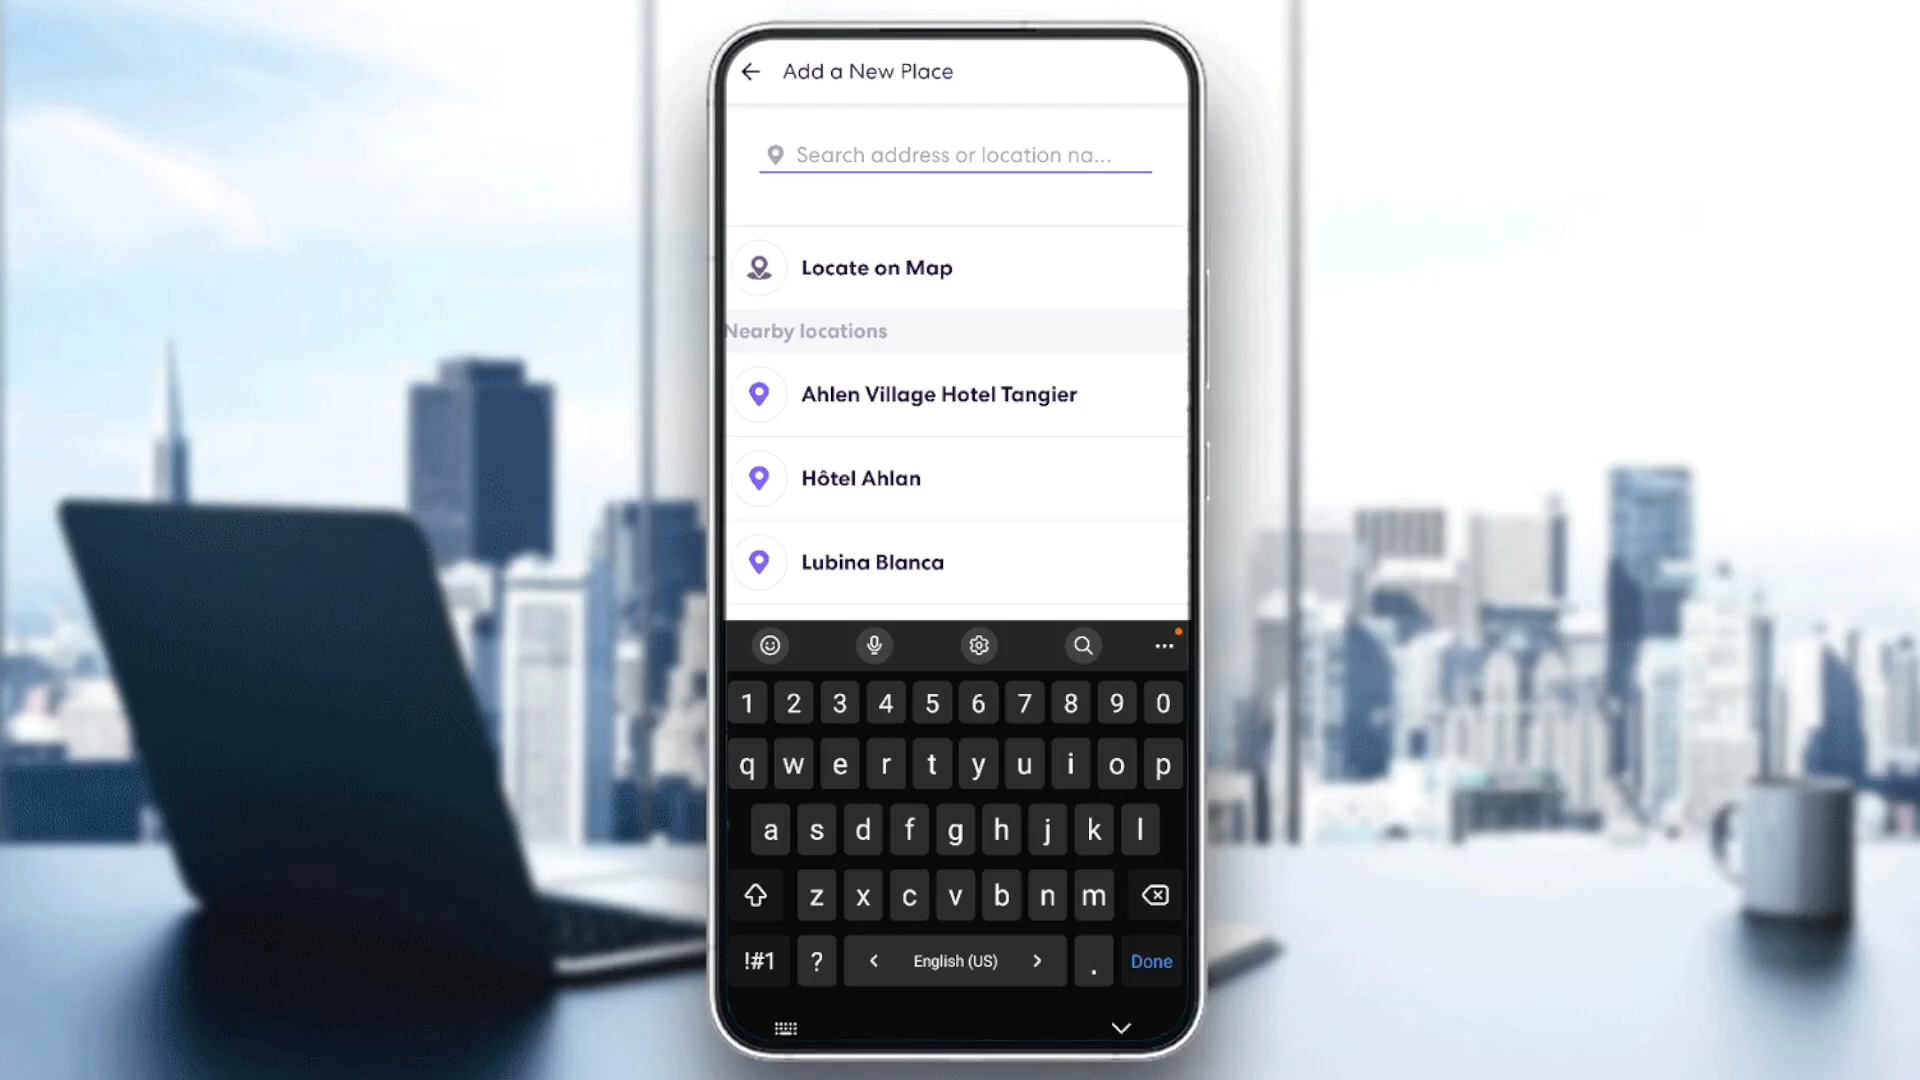 Add a New Place
Search address or location na...
Locate on Map
Nearby locations
Ahlen Village Hotel Tangier
Hôtel Ahlan
Lubina Blanca
1 2 3 4 5 6 7 8 9 0
q w e r t y u i o p
a s d f g h j k l
z x c v b n m
!#1 ? < English (US) > . Done